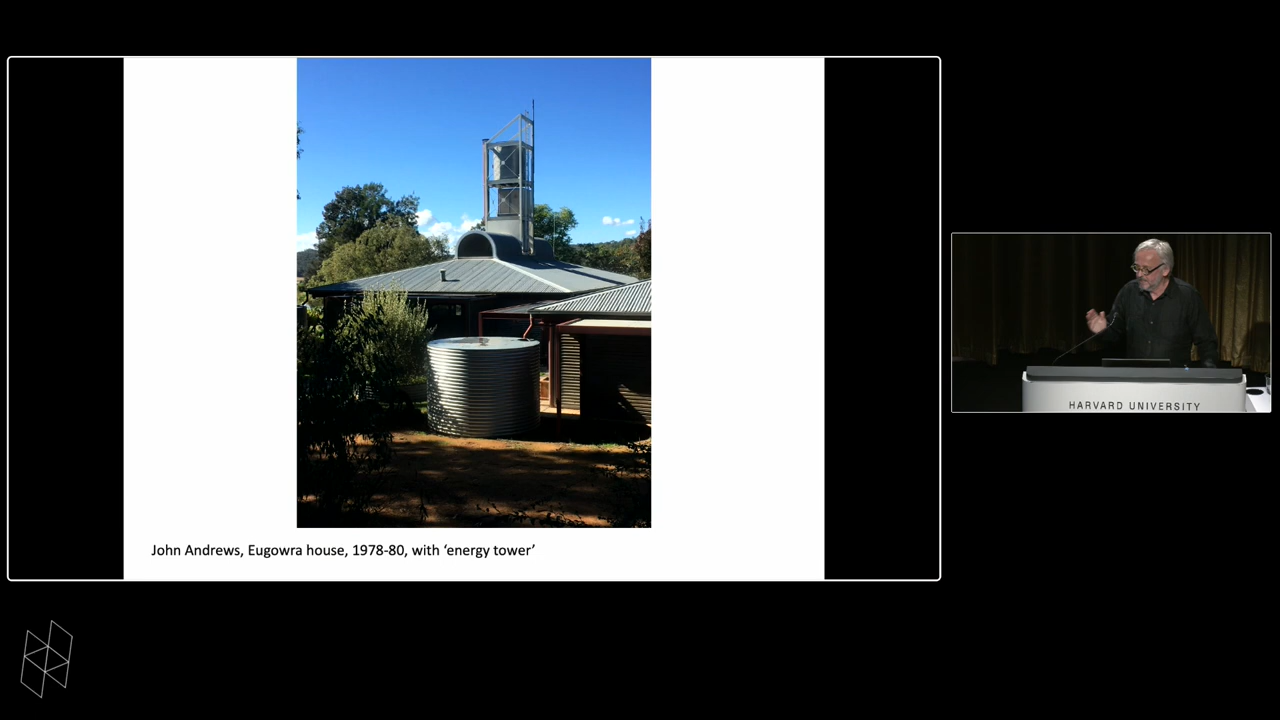 John Andrews, Eugowra house, 1978-80, with ‘energy tower’
HARVARD UNIVERSITY